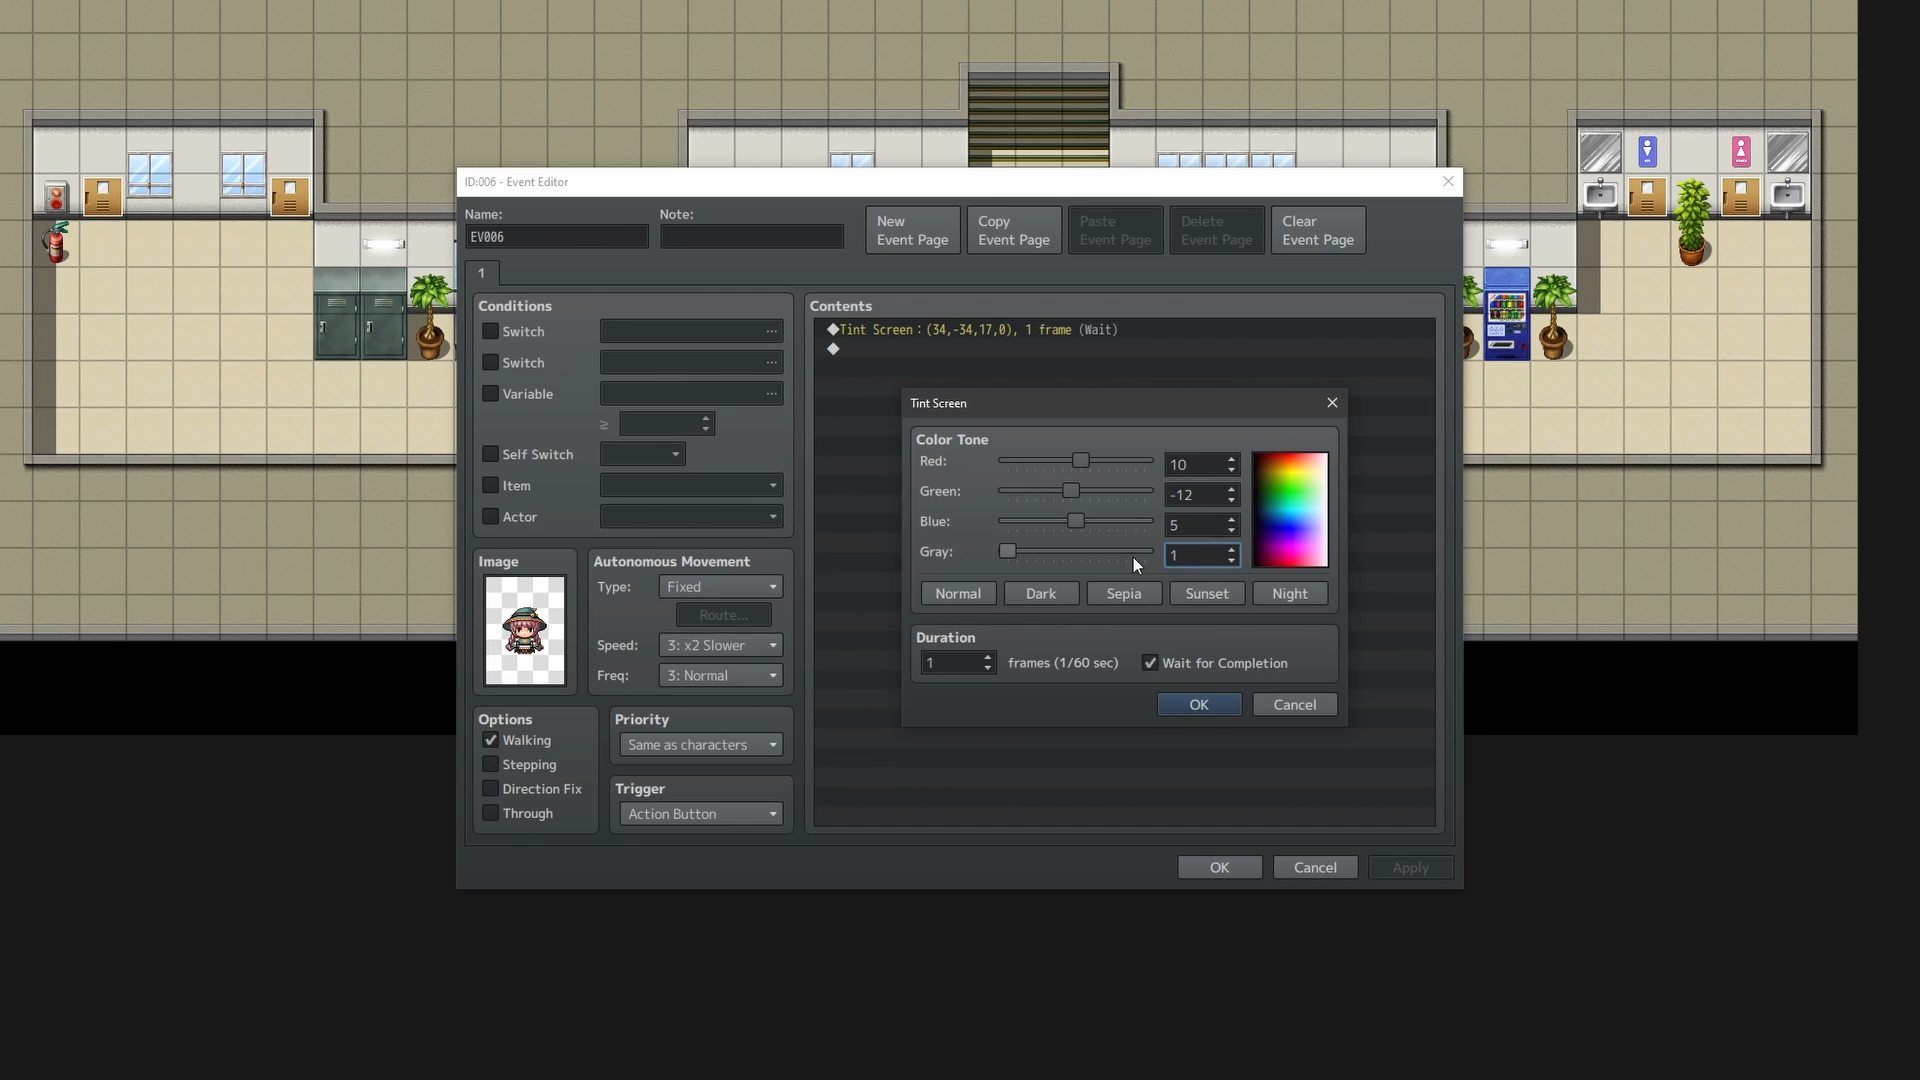 ID:006 - Event Editor
Name:
Note:
EV006
New Event Page
Copy Event Page
Paste Event Page
Delete Event Page
Clear Event Page
1
Conditions
Switch
...
Switch
...
Variable
...
≥
Self Switch
Item
Actor
Image
Autonomous Movement
Type:
Fixed
Route...
Speed:
3: x2 Slower
Freq:
3: Normal
Options
Walking
Stepping
Direction Fix
Through
Priority
Same as characters
Trigger
Action Button
Contents
◆Tint Screen : (34,-34,17,0), 1 frame (Wait)
◆
Tint Screen
Color Tone
Red:
10
Green:
-12
Blue:
5
Gray:
1
Normal
Dark
Sepia
Sunset
Night
Duration
1
frames (1/60 sec)
Wait for Completion
OK
Cancel
OK
Cancel
Apply